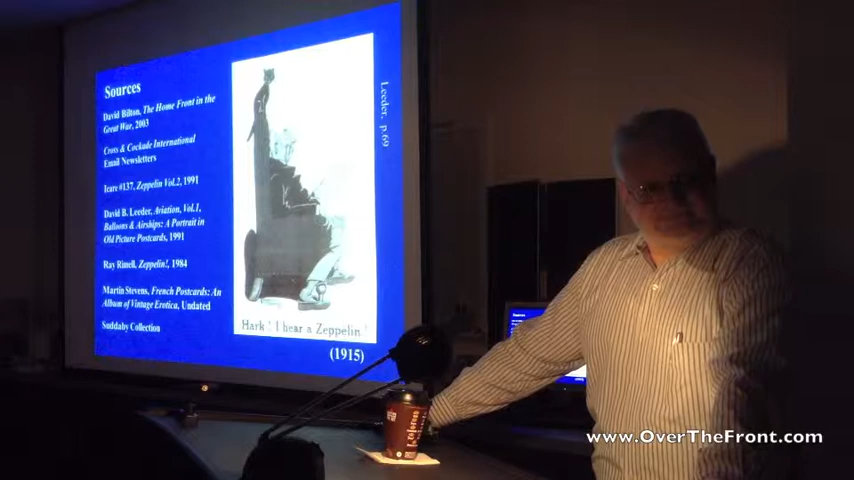 Sources
David Bilton, The Home Front in the
Great War, 2003
Cross & Cockade International
Email Newsletters
Icare #137, Zeppelin Vol.2, 1991
David B. Leeder, Aviation, Vol.1,
Balloons & Airships: A Portrait in
Old Picture Postcards, 1991
Ray Rimell, Zeppelin!, 1984
Martin Stevens, French Postcards: An
Album of Vintage Erotica, Undated
Suddaby Collection
Leeder, p.69
Hark! I hear a Zeppelin!
(1915)
www.OverTheFront.com